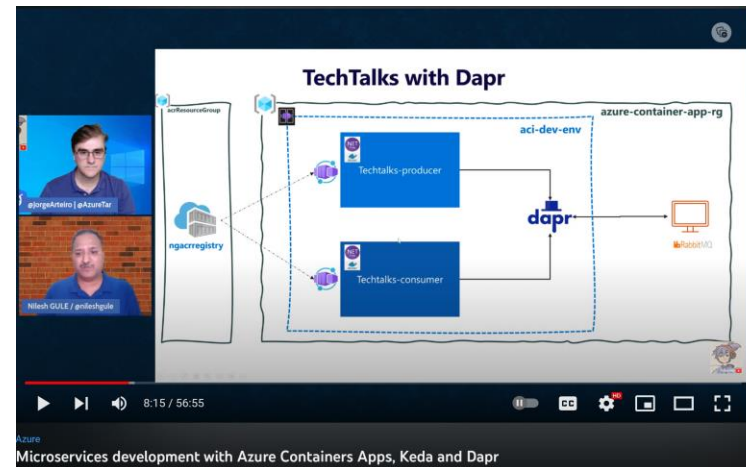 TechTalks with Dapr
acrResourceGroup
azure-container-app-rg
aci-dev-env
NET
Techtalks-producer
@JorgeArteiro | @AzureTar
ngacrregistry
dapr
RabbitMQ
NET
Techtalks-consumer
Nilesh GULE / @nileshgule
8:15 / 56:55
CC
HD
Azure
Microservices development with Azure Containers Apps, Keda and Dapr